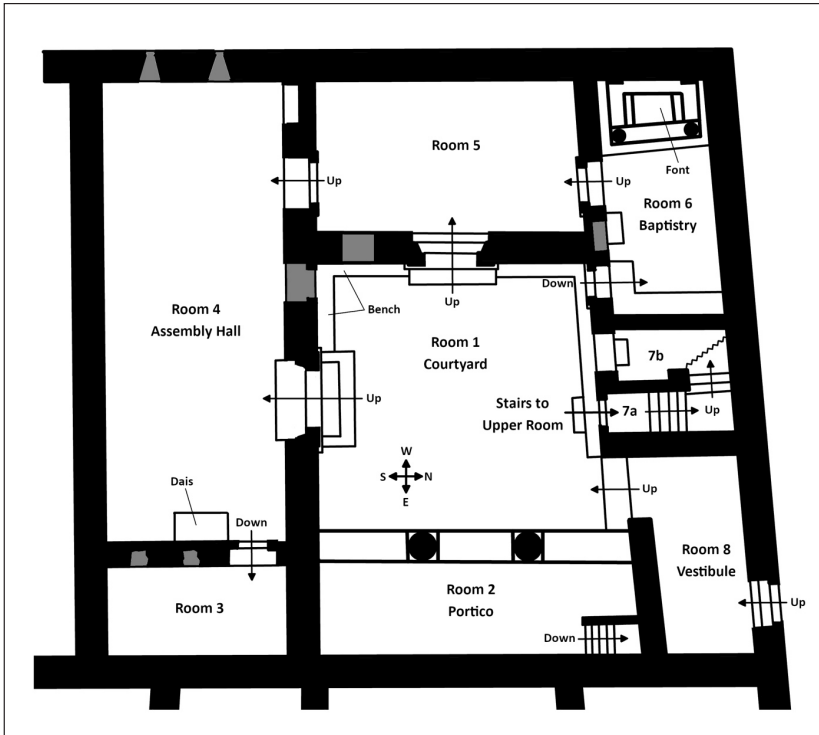 Room 5
Up
Up
Font
Room 6
Baptistry
Down
Up
Bench
Room 4
Assembly Hall
Room 1
Courtyard
7b
Up
Stairs to
Upper Room
7a
Up
W
S N
E
Dais
Down
Up
Room 8
Vestibule
Room 3
Room 2
Portico
Up
Down